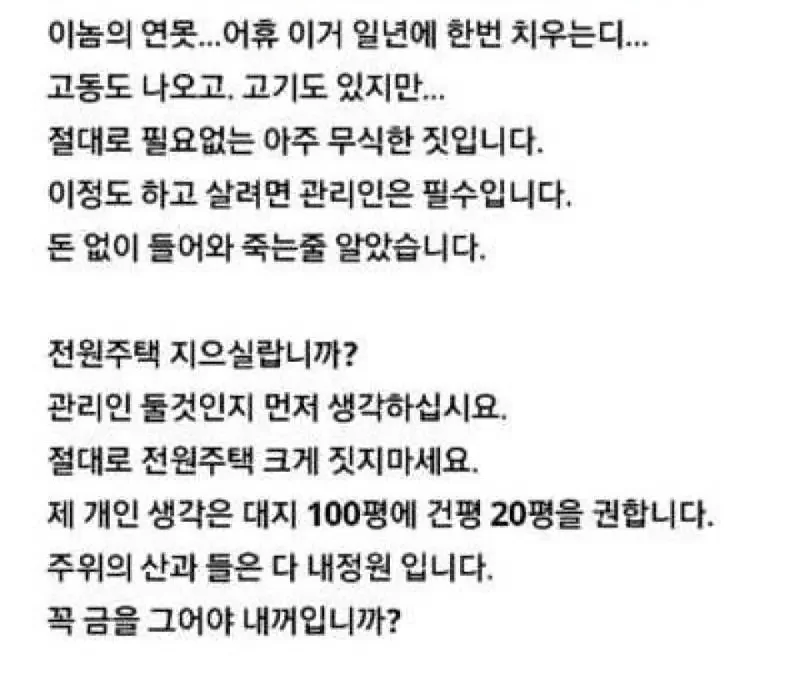 이놈의 연못...어휴 이거 일년에 한번 치우는디...
고동도 나오고. 고기도 있지만...
절대로 필요없는 아주 무식한 짓입니다.
이정도 하고 살려면 관리인은 필수입니다.
돈 없이 들어와 죽는줄 알았습니다.
전원주택 지으실랍니까?
관리인 둘것인지 먼저 생각하십시요.
절대로 전원주택 크게 짓지마세요.
제 개인 생각은 대지 100평에 건평 20평을 권합니다.
주위의 산과 들은 다 내정원 입니다.
꼭 금을 그어야 내꺼입니까?